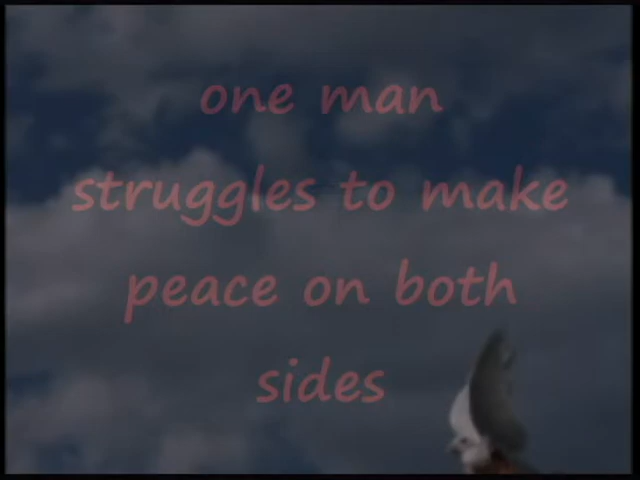 one man
struggles to make
peace on both
sides